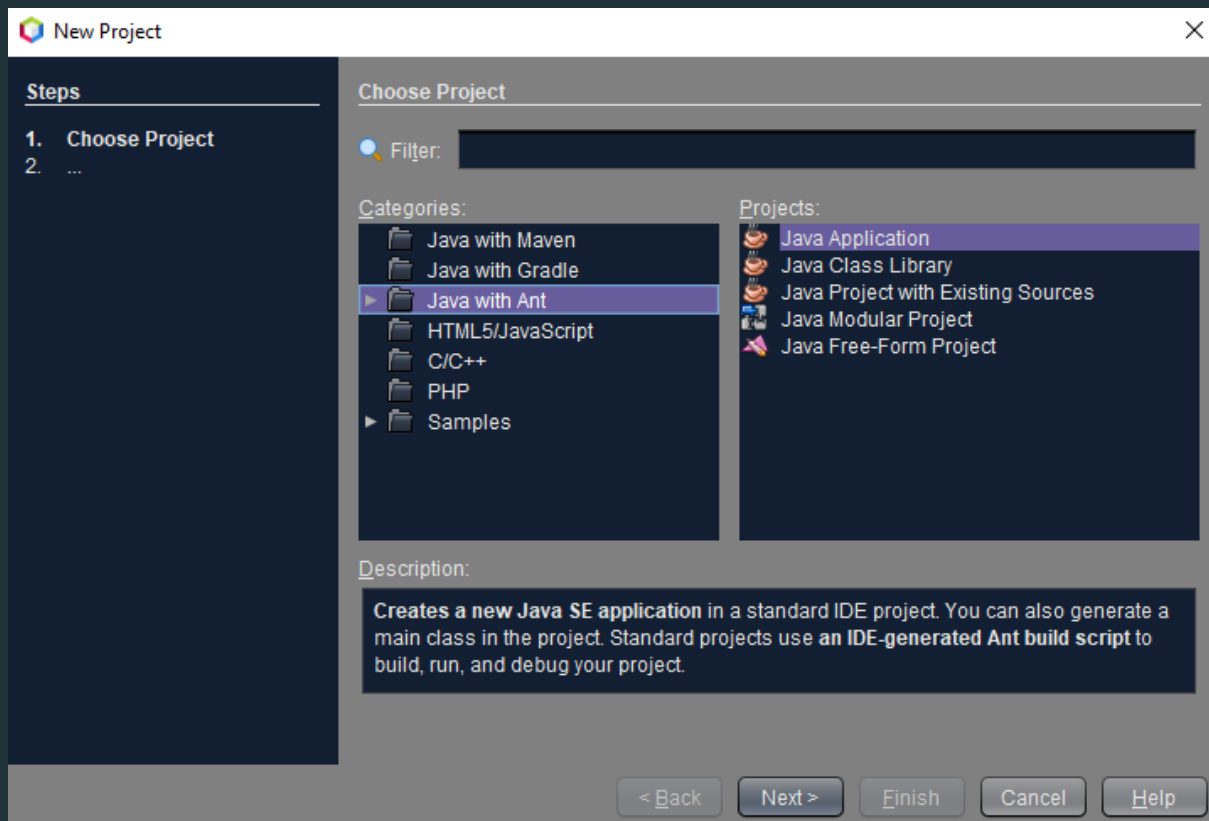 New Project
Steps
1. Choose Project
2. ...
Choose Project
Filter:
Categories:
Java with Maven
Java with Gradle
Java with Ant
HTML5/JavaScript
C/C++
PHP
Samples
Projects:
Java Application
Java Class Library
Java Project with Existing Sources
Java Modular Project
Java Free-Form Project
Description:
Creates a new Java SE application in a standard IDE project. You can also generate a
main class in the project. Standard projects use an IDE-generated Ant build script to
build, run, and debug your project.
< Back Next > Finish Cancel Help